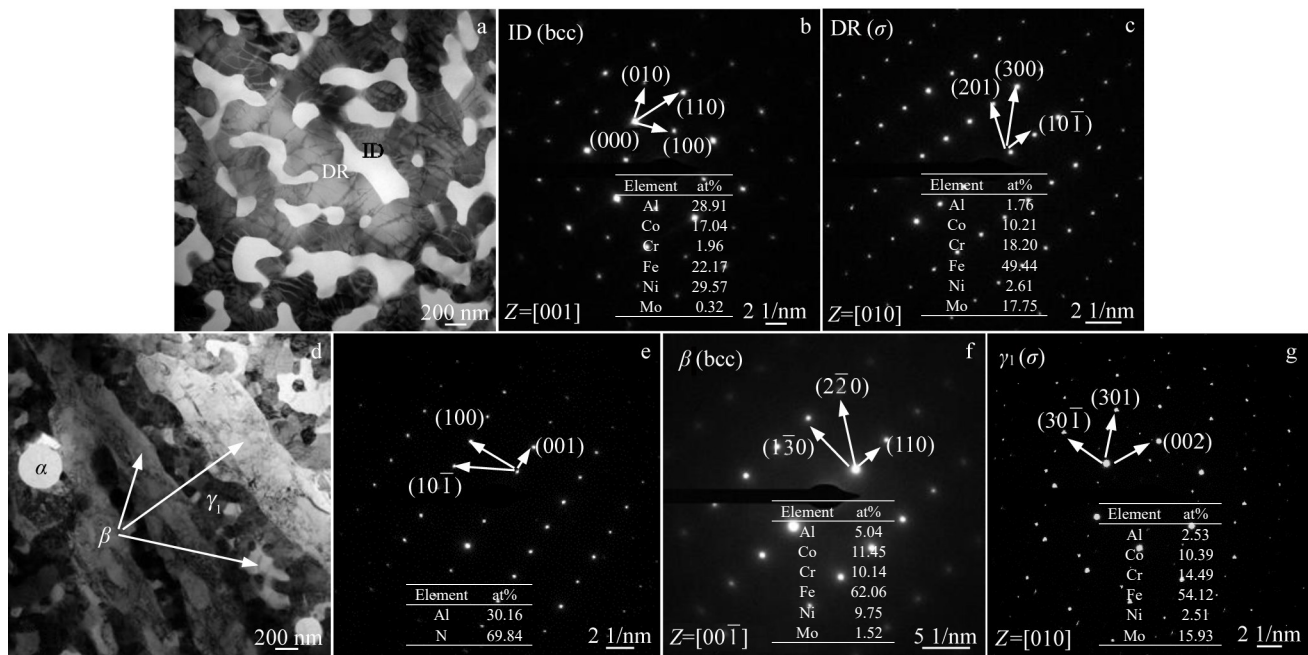 a
ID
DR
200 nm
ID (bcc)
b
(010)
(110)
(000)
(100)
Element at%
Al 28.91
Co 17.04
Cr 1.96
Fe 22.17
Ni 29.57
Mo 0.32
Z=[001]
2 1/nm
DR (σ)
c
(300)
(201)
(101̅)
Element at%
Al 1.76
Co 10.21
Cr 18.20
Fe 49.44
Ni 2.61
Mo 17.75
Z=[010]
2 1/nm
d
α
γ₁
β
200 nm
e
(100)
(001)
(101̅)
Element at%
Al 30.16
N 69.84
2 1/nm
β (bcc)
f
(22̅0)
(13̅0)
(110)
Element at%
Al 5.04
Co 11.45
Cr 10.14
Fe 62.06
Ni 9.75
Mo 1.52
Z=[001̅]
5 1/nm
γ₁ (σ)
g
(301)
(301̅)
(002)
Element at%
Al 2.53
Co 10.39
Cr 14.49
Fe 54.12
Ni 2.51
Mo 15.93
Z=[010]
2 1/nm